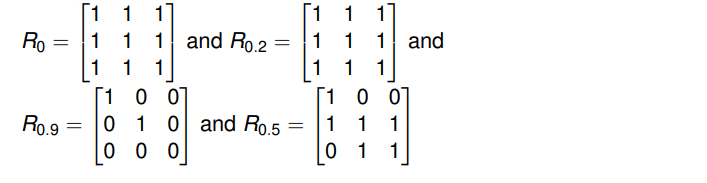 R₀ = [1 1 1; 1 1 1; 1 1 1] and R₀.₂ = [1 1 1; 1 1 1; 1 1 1] and
R₀.₉ = [1 0 0; 0 1 0; 0 0 0] and R₀.₅ = [1 0 0; 1 1 1; 0 1 1]